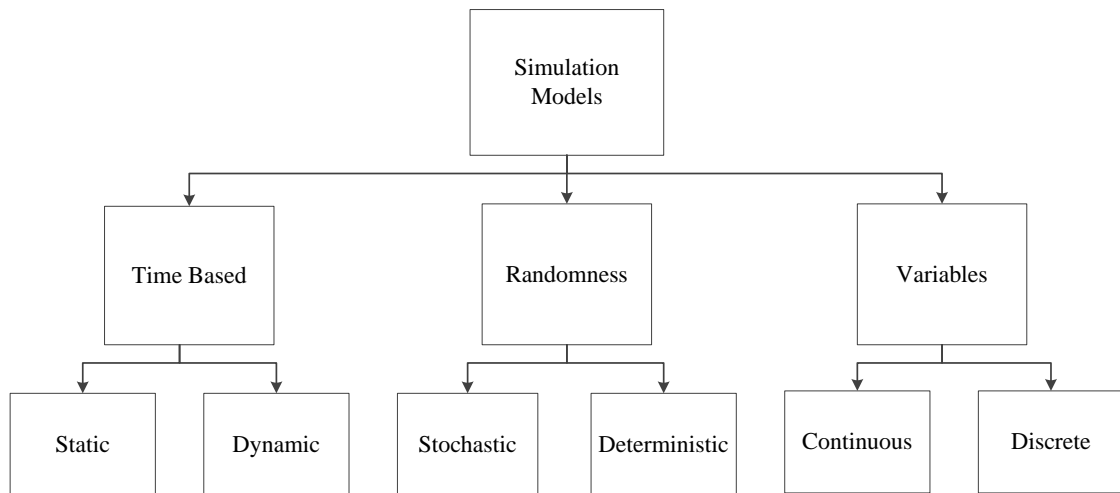 Simulation
Models
Time Based
Randomness
Variables
Static
Dynamic
Stochastic
Deterministic
Continuous
Discrete